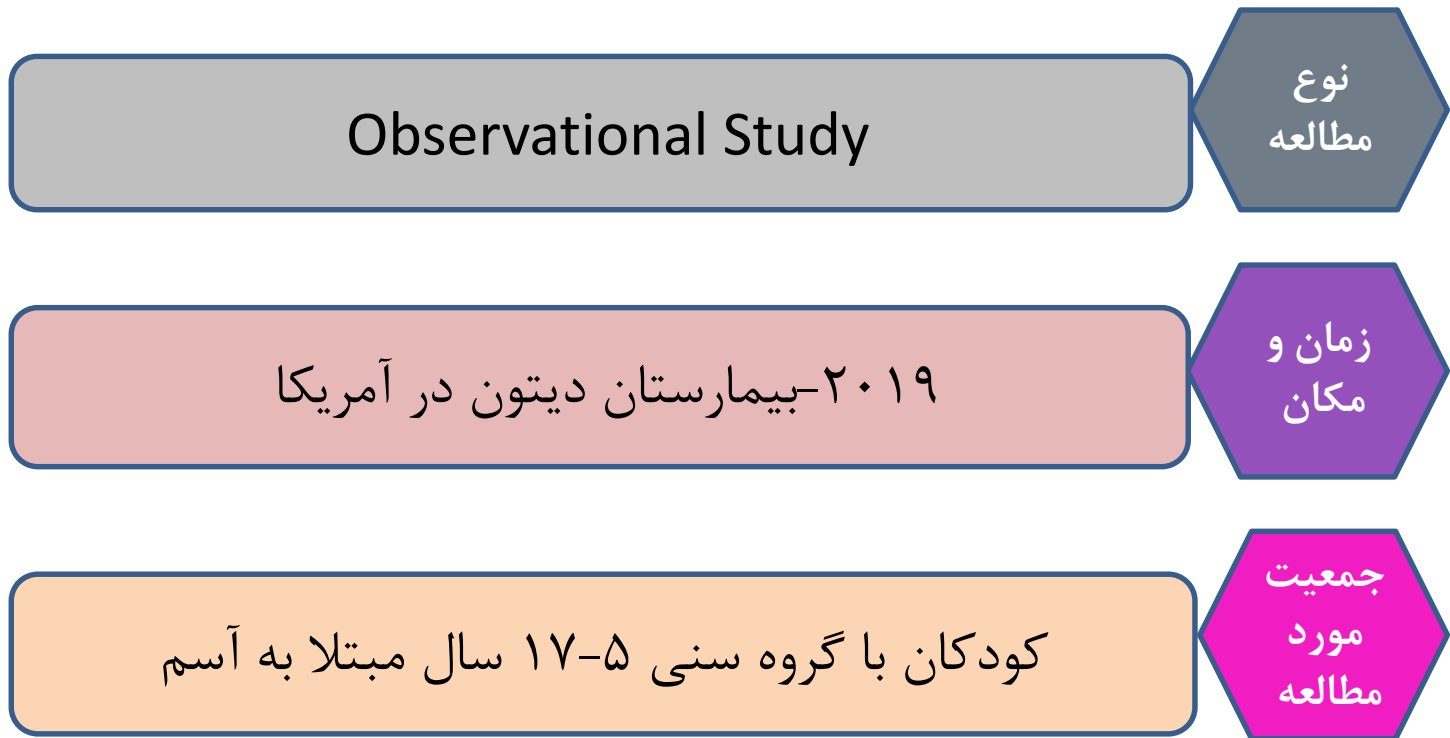 نوع
مطالعه
Observational Study
زمان و
مکان
۲۰۱۹-بیمارستان دیتون در آمریکا
جمعیت
مورد
مطالعه
کودکان با گروه سنی ۵-۱۷ سال مبتلا به آسم